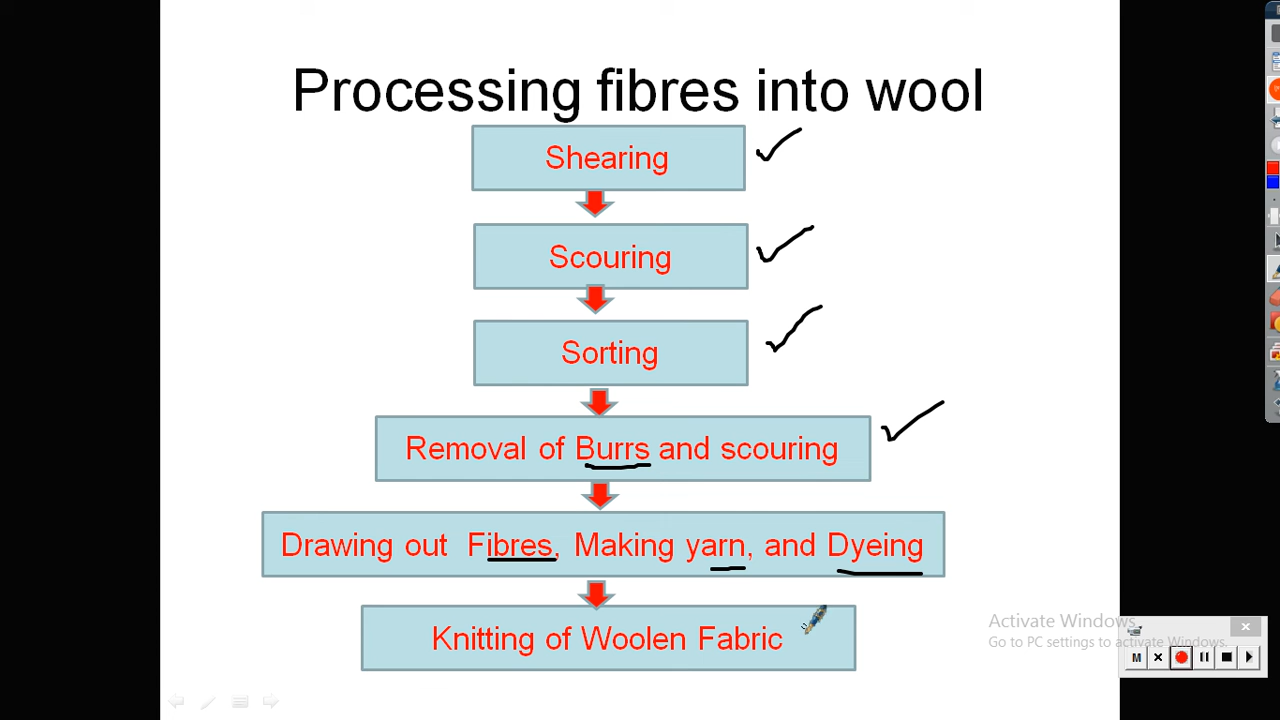 Processing fibres into wool
Shearing
Scouring
Sorting
Removal of Burrs and scouring
Drawing out Fibres, Making yarn, and Dyeing
Knitting of Woolen Fabric
Activate Windows
Go to PC settings to activate Windows.
M